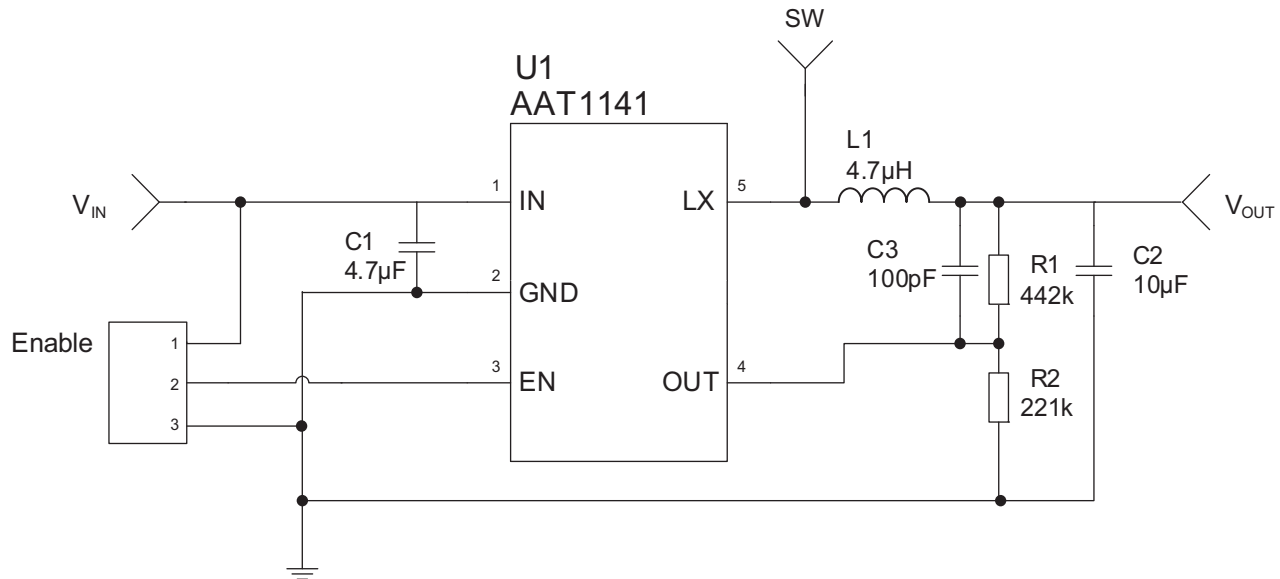 SW
U1
AAT1141
L1
4.7µH
1
IN
LX
5
V_IN
V_OUT
C1
4.7µF
C3
100pF
R1
442k
C2
10µF
2
GND
Enable
1
2
3
3
EN
OUT
4
R2
221k